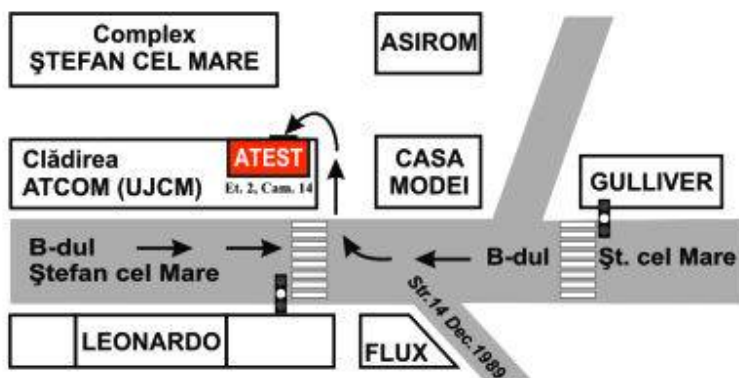 Complex
ŞTEFAN CEL MARE
ASIROM
Clădirea
ATCOM (UJCM)
ATEST
Et. 2, Cam. 14
CASA
MODEI
GULLIVER
B-dul
Ştefan cel Mare
B-dul
Şt. cel Mare
Str.14 Dec.1989
LEONARDO
FLUX